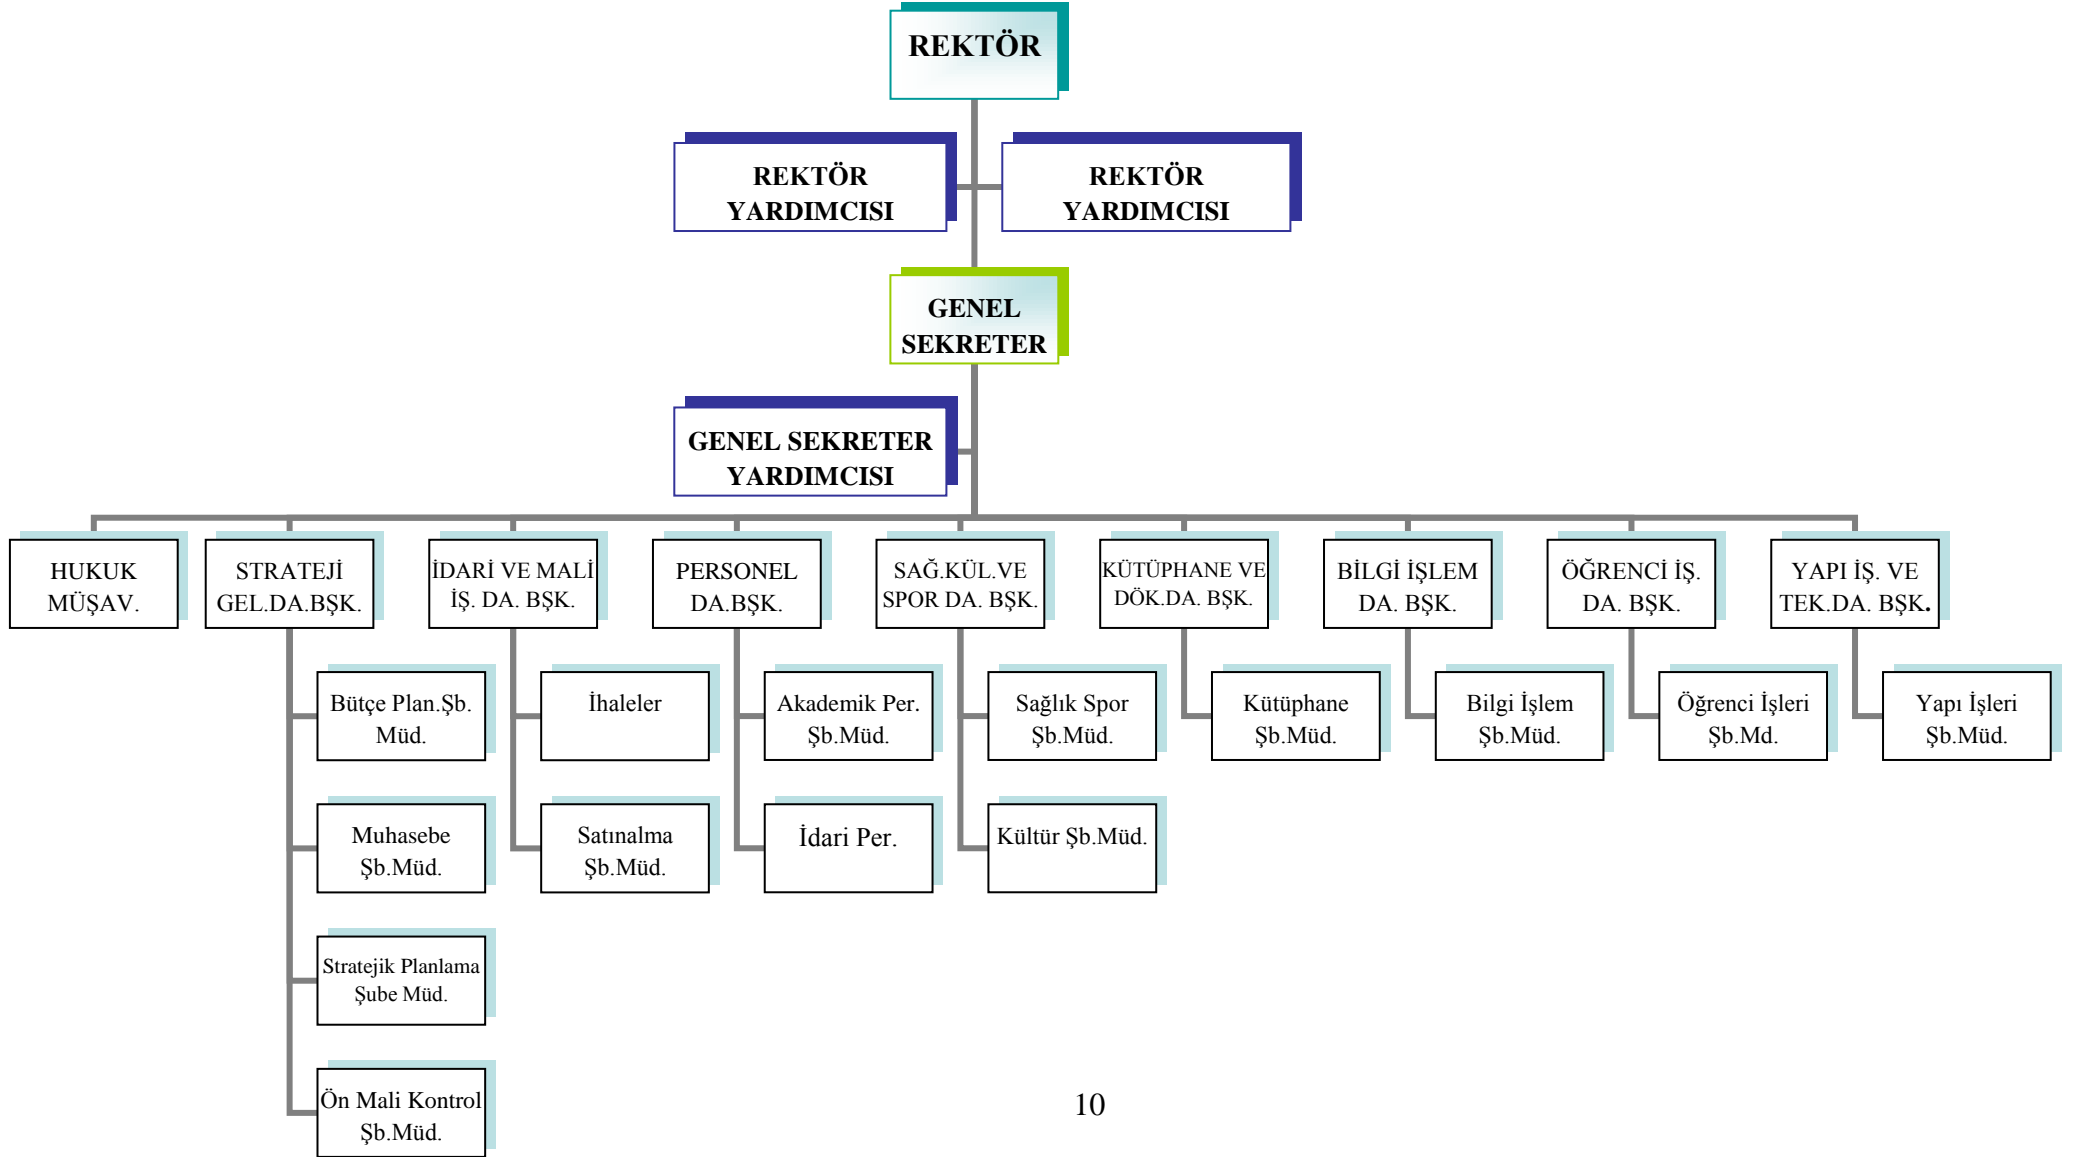 REKTÖR
REKTÖR
YARDIMCISI
REKTÖR
YARDIMCISI
GENEL
SEKRETER
GENEL SEKRETER
YARDIMCISI
HUKUK
MÜŞAV.
STRATEJİ
GEL.DA.BŞK.
İDARİ VE MALİ
İŞ. DA. BŞK.
PERSONEL
DA.BŞK.
SAĞ.KÜL.VE
SPOR DA. BŞK.
KÜTÜPHANE VE
DÖK.DA. BŞK.
BİLGİ İŞLEM
DA. BŞK.
ÖĞRENCİ İŞ.
DA. BŞK.
YAPI İŞ. VE
TEK.DA. BŞK.
Bütçe Plan.Şb.
Müd.
İhaleler
Akademik Per.
Şb.Müd.
Sağlık Spor
Şb.Müd.
Kütüphane
Şb.Müd.
Bilgi İşlem
Şb.Müd.
Öğrenci İşleri
Şb.Md.
Yapı İşleri
Şb.Müd.
Muhasebe
Şb.Müd.
Satınalma
Şb.Müd.
İdari Per.
Kültür Şb.Müd.
Stratejik Planlama
Şube Müd.
Ön Mali Kontrol
Şb.Müd.
10